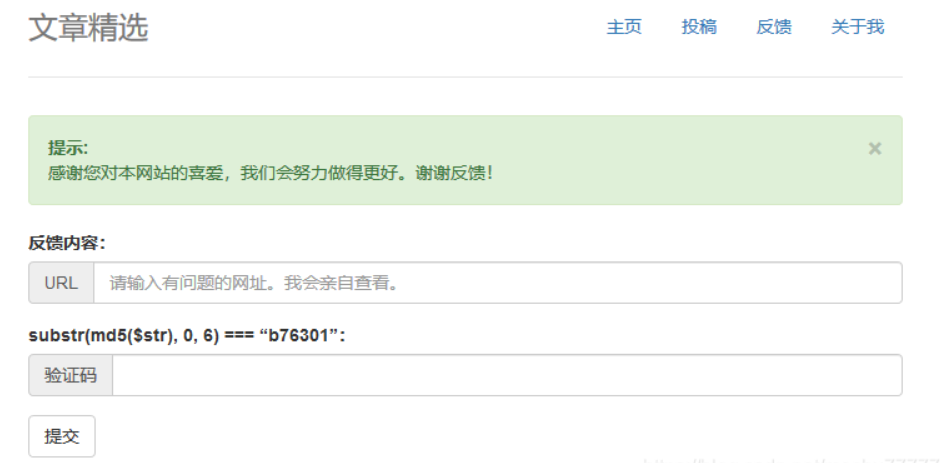 文章精选
主页 投稿 反馈 关于我
提示:
×
感谢您对本网站的喜爱，我们会努力做得更好。谢谢反馈！
反馈内容：
URL 请输入有问题的网址。我会亲自查看。
substr(md5($str), 0, 6) === “b76301”:
验证码
提交